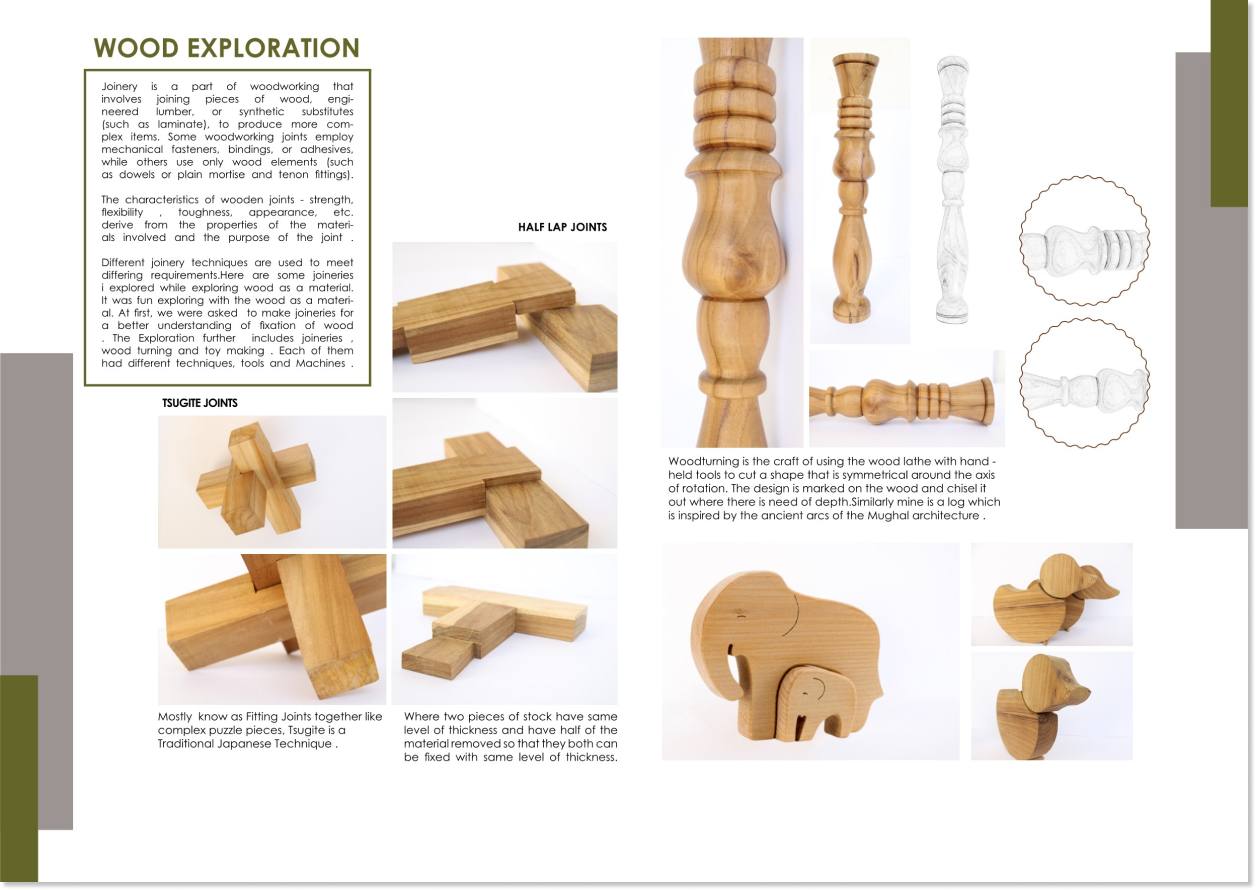 WOOD EXPLORATION
Joinery is a part of woodworking that
involves joining pieces of wood, engi-
neered lumber, or synthetic substitutes
(such as laminate), to produce more com-
plex items. Some woodworking joints employ
mechanical fasteners, bindings, or adhesives,
while others use only wood elements (such
as dowels or plain mortise and tenon fittings).
The characteristics of wooden joints - strength,
flexibility , toughness, appearance, etc.
derive from the properties of the materi-
als involved and the purpose of the joint .
Different joinery techniques are used to meet
differing requirements.Here are some joineries
i explored while exploring wood as a material.
It was fun exploring with the wood as a materi-
al. At first, we were asked to make joineries for
a better understanding of fixation of wood
. The Exploration further includes joineries ,
wood turning and toy making . Each of them
had different techniques, tools and Machines .
TSUGITE JOINTS
Mostly know as Fitting Joints together like
complex puzzle pieces, Tsugite is a
Traditional Japanese Technique .
HALF LAP JOINTS
Where two pieces of stock have same
level of thickness and have half of the
material removed so that they both can
be fixed with same level of thickness.
Woodturning is the craft of using the wood lathe with hand -
held tools to cut a shape that is symmetrical around the axis
of rotation. The design is marked on the wood and chisel it
out where there is need of depth.Similarly mine is a log which
is inspired by the ancient arcs of the Mughal architecture .